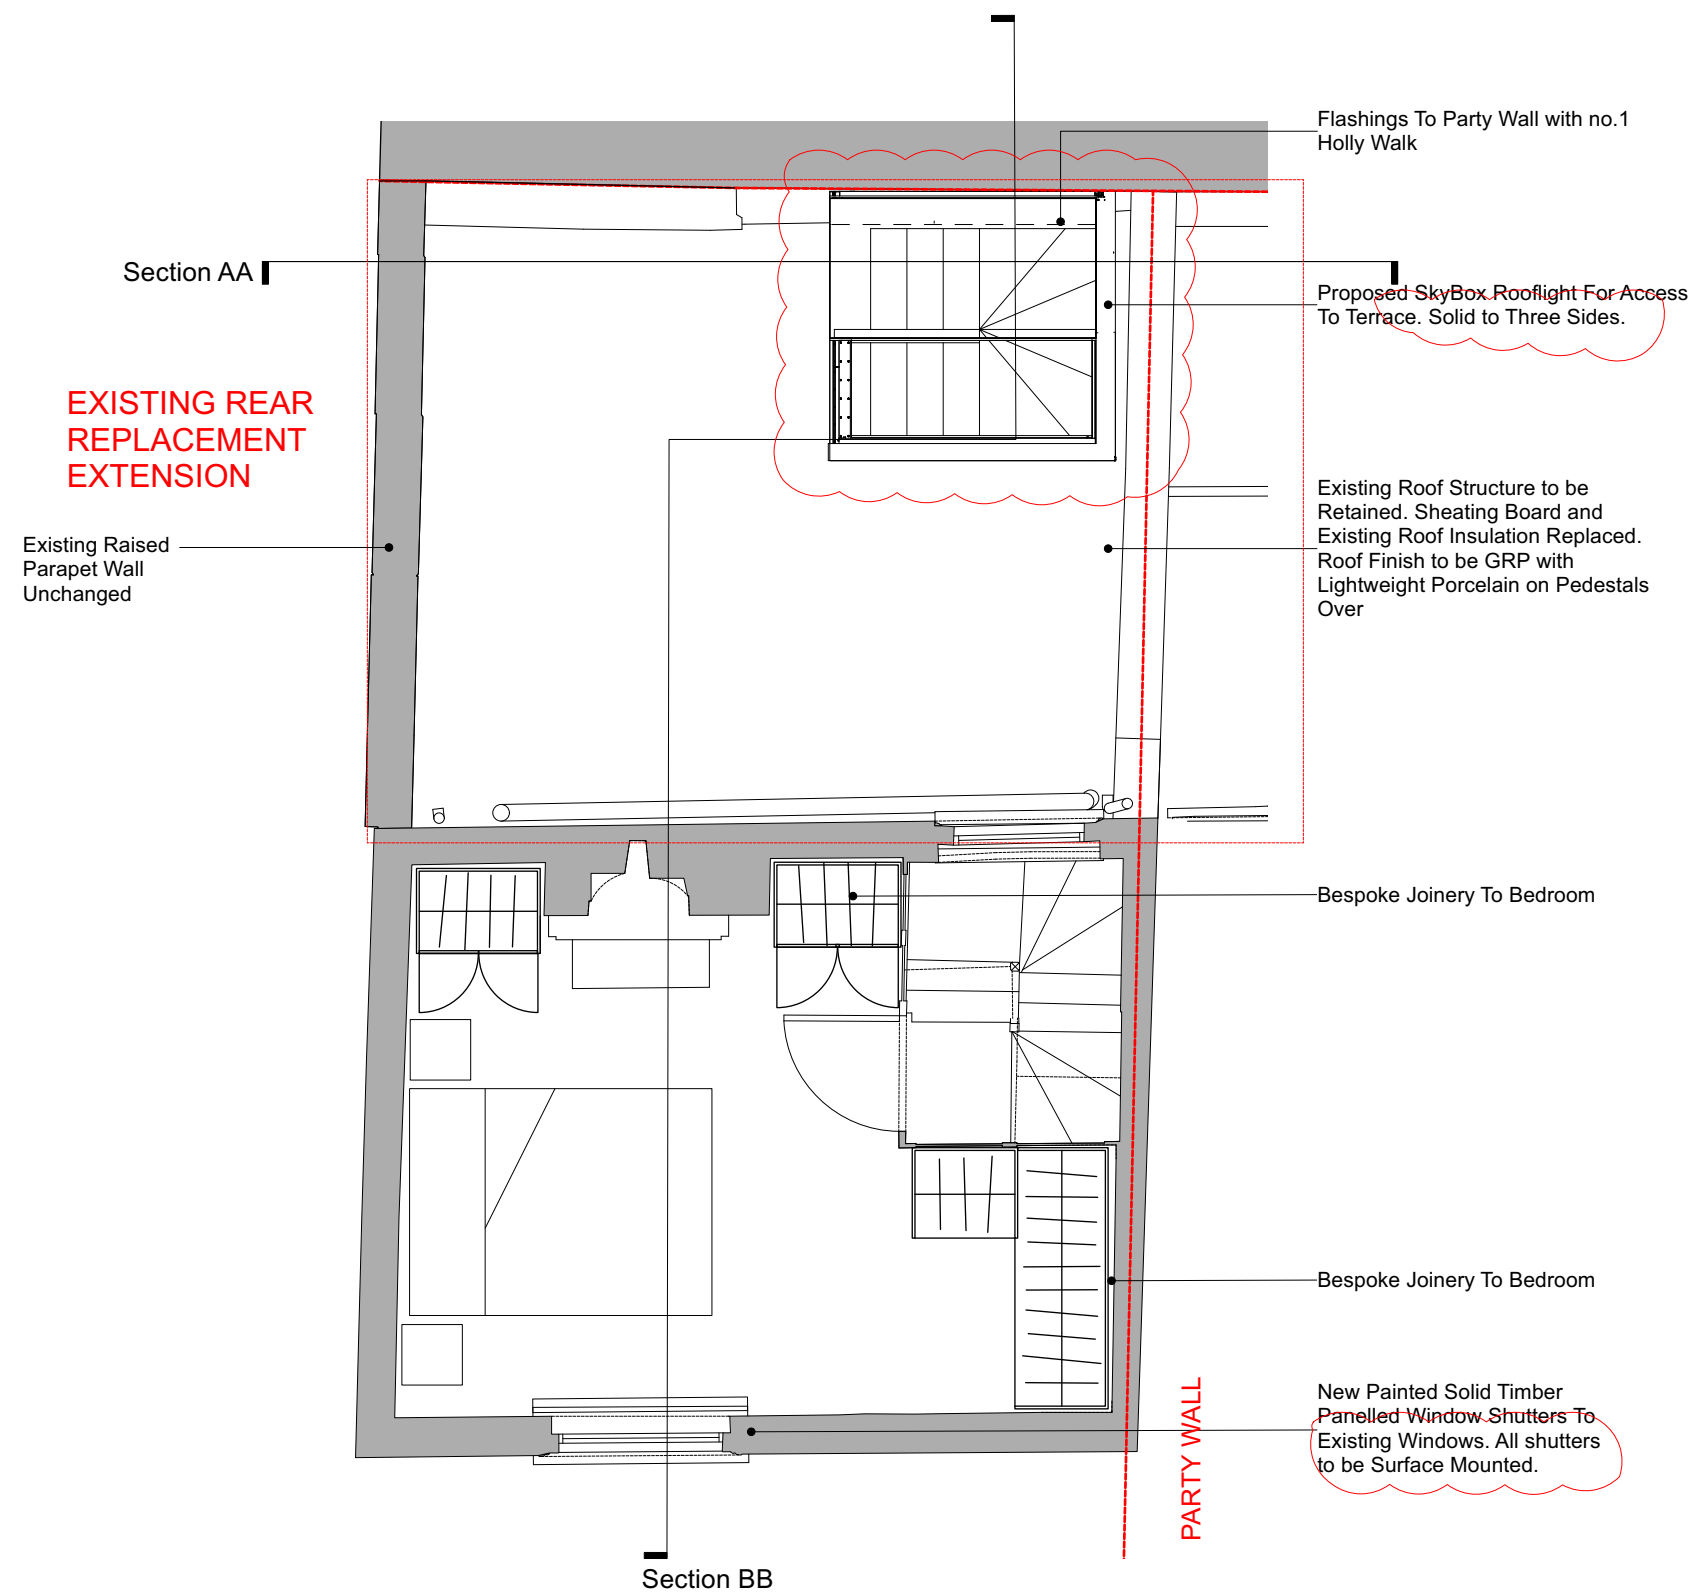 Flashings To Party Wall with no.1
Holly Walk
Section AA
Proposed SkyBox Rooflight For Access
To Terrace. Solid to Three Sides.
EXISTING REAR
REPLACEMENT
EXTENSION
Existing Roof Structure to be
Retained. Sheating Board and
Existing Roof Insulation Replaced.
Roof Finish to be GRP with
Lightweight Porcelain on Pedestals
Over
Existing Raised
Parapet Wall
Unchanged
Bespoke Joinery To Bedroom
Bespoke Joinery To Bedroom
New Painted Solid Timber
Panelled Window Shutters To
Existing Windows. All shutters
to be Surface Mounted.
PARTY WALL
Section BB